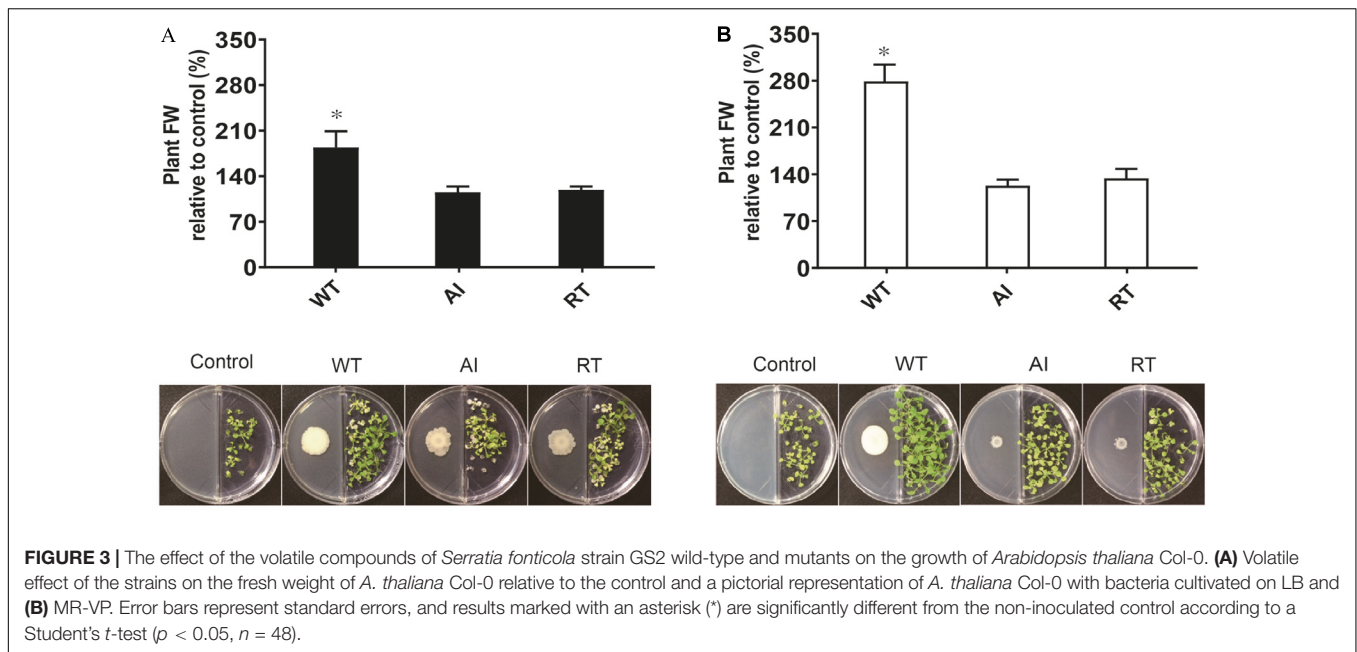 A
350
280
210
140
70
0
Plant FW
relative to control (%)
*
WT
AI
RT
B
350
280
210
140
70
0
Plant FW
relative to control (%)
*
WT
AI
RT
Control
WT
AI
RT
Control
WT
AI
RT
FIGURE 3 | The effect of the volatile compounds of Serratia fonticola strain GS2 wild-type and mutants on the growth of Arabidopsis thaliana Col-0. (A) Volatile
effect of the strains on the fresh weight of A. thaliana Col-0 relative to the control and a pictorial representation of A. thaliana Col-0 with bacteria cultivated on LB and
(B) MR-VP. Error bars represent standard errors, and results marked with an asterisk (*) are significantly different from the non-inoculated control according to a
Student's t-test (p < 0.05, n = 48).